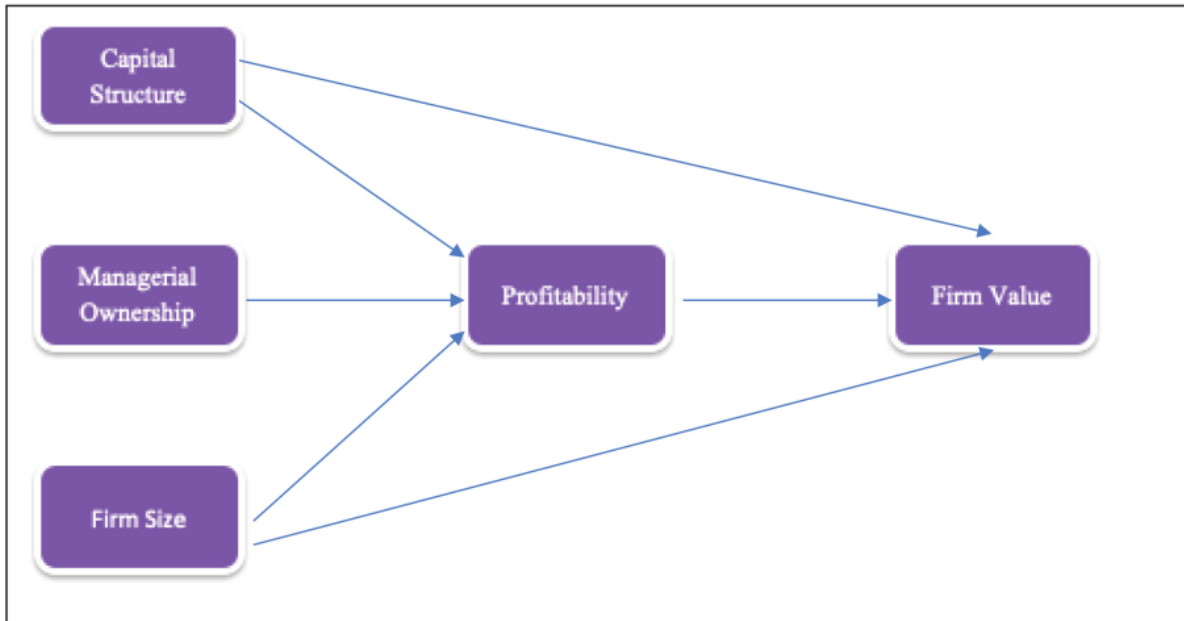 Capital
Structure
Managerial
Ownership
Profitability
Firm Value
Firm Size